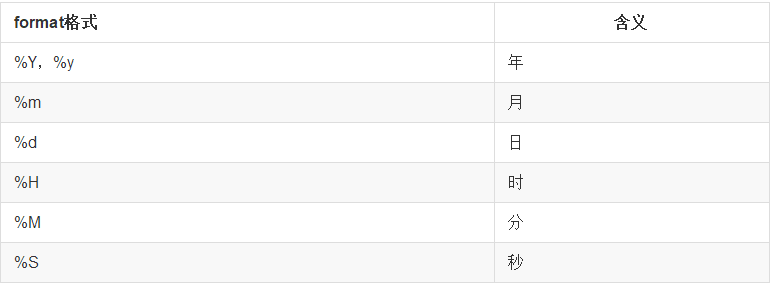 format格式 含义
%Y，%y 年
%m 月
%d 日
%H 时
%M 分
%S 秒